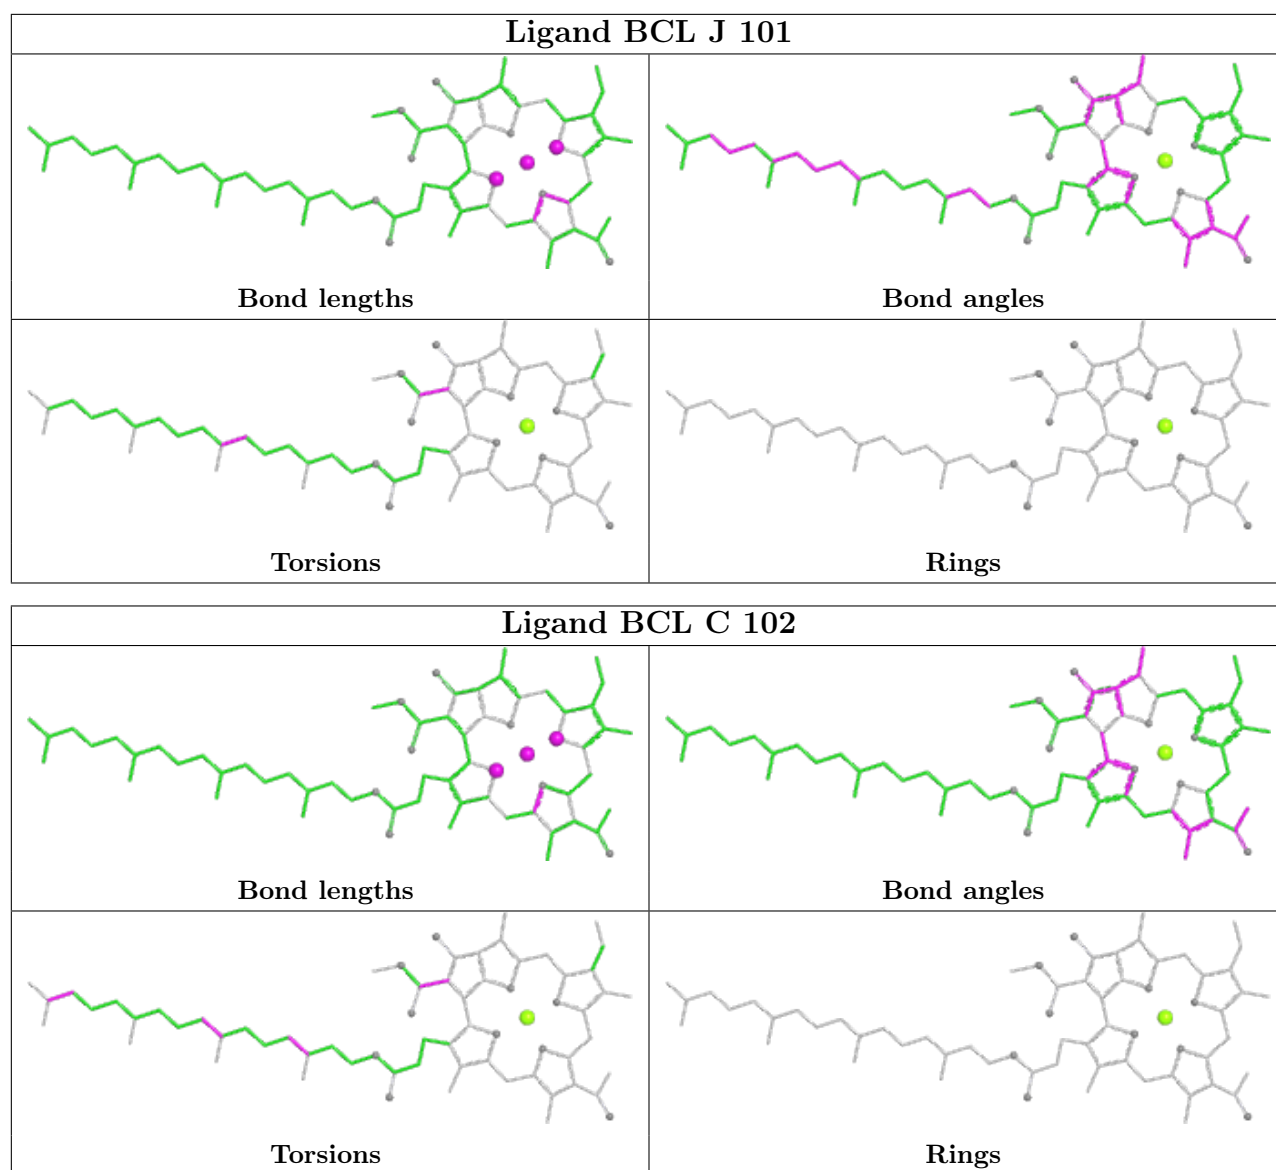 Ligand BCL J 101
Bond lengths
Bond angles
Torsions
Rings
Ligand BCL C 102
Bond lengths
Bond angles
Torsions
Rings